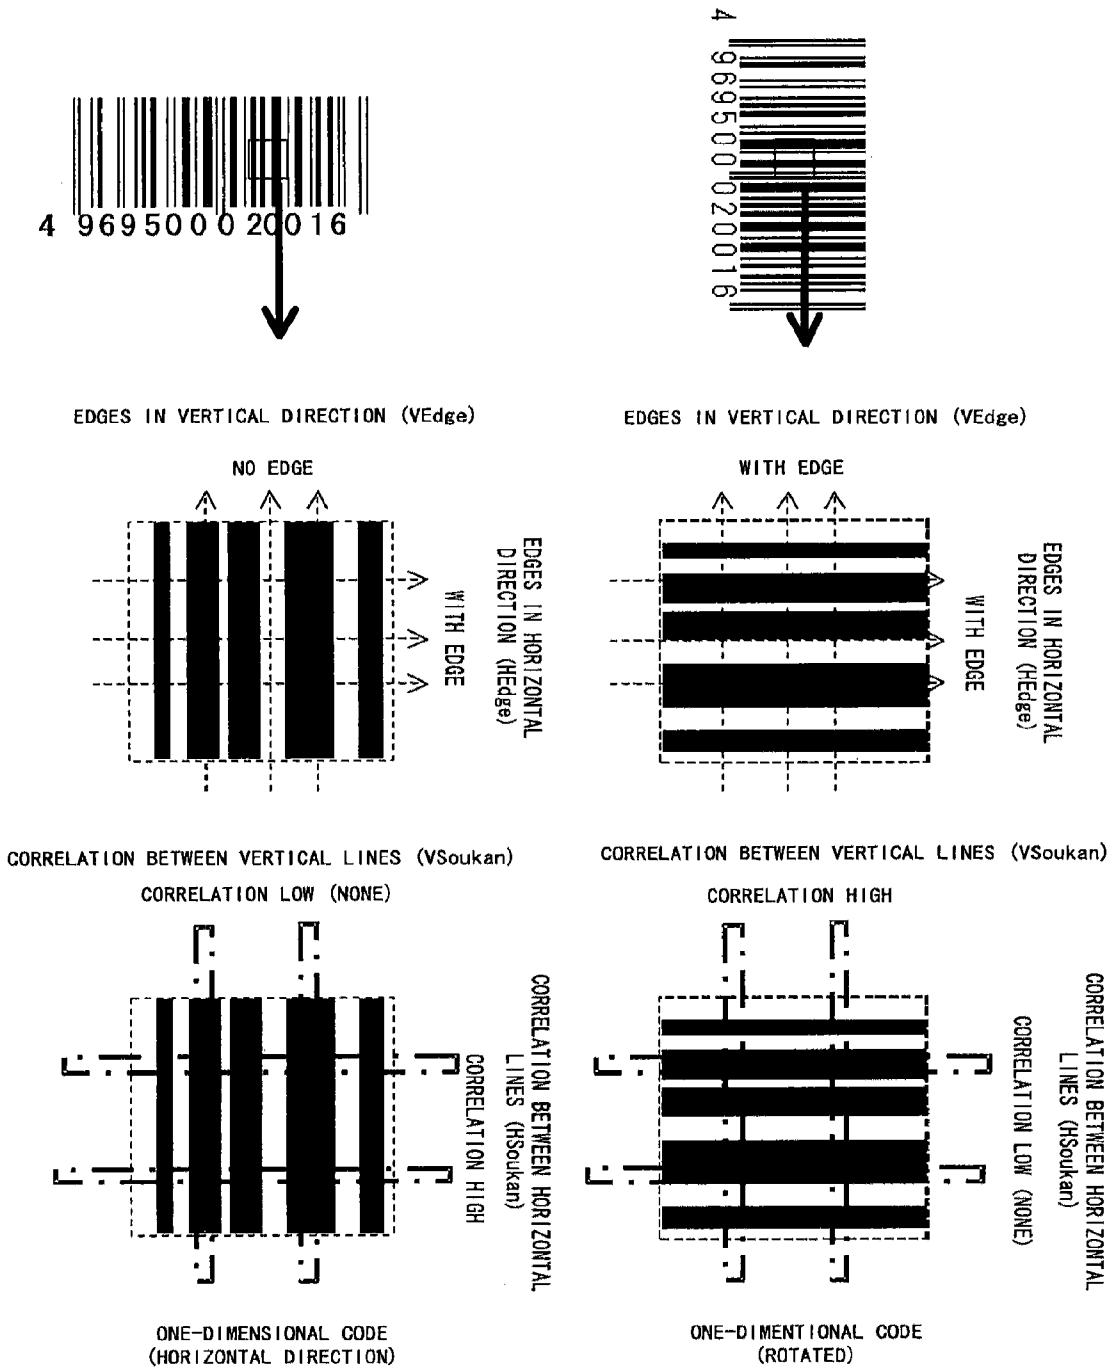 4 969500 020016
4 969500 020016
EDGES IN VERTICAL DIRECTION (VEdge)
NO EDGE
EDGES IN HORIZONTAL
DIRECTION (HEdge)
WITH EDGE
EDGES IN VERTICAL DIRECTION (VEdge)
WITH EDGE
EDGES IN HORIZONTAL
DIRECTION (HEdge)
WITH EDGE
CORRELATION BETWEEN VERTICAL LINES (VSoukan)
CORRELATION LOW (NONE)
CORRELATION BETWEEN HORIZONTAL
LINES (HSoukan)
CORRELATION HIGH
ONE-DIMENSIONAL CODE
(HORIZONTAL DIRECTION)
CORRELATION BETWEEN VERTICAL LINES (VSoukan)
CORRELATION HIGH
CORRELATION BETWEEN HORIZONTAL
LINES (HSoukan)
CORRELATION LOW (NONE)
ONE-DIMENTIONAL CODE
(ROTATED)